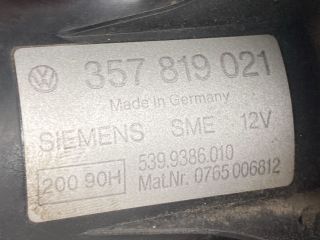 357 819 021
Made in Germany
SIEMENS SME 12V
539.9386.010
200 90H Mat.Nr. 0765 006812